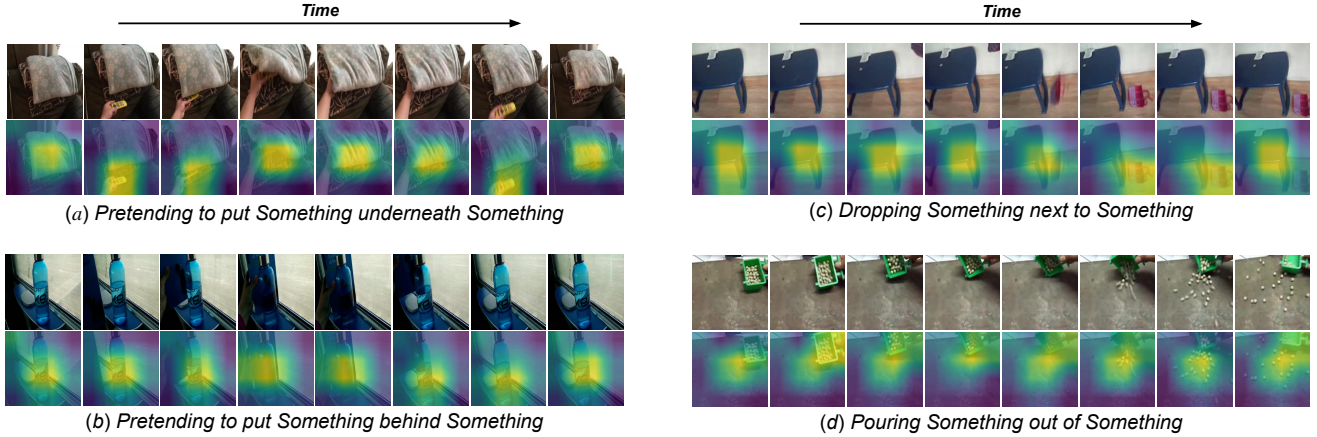 Time
(a) Pretending to put Something underneath Something
(b) Pretending to put Something behind Something
Time
(c) Dropping Something next to Something
(d) Pouring Something out of Something